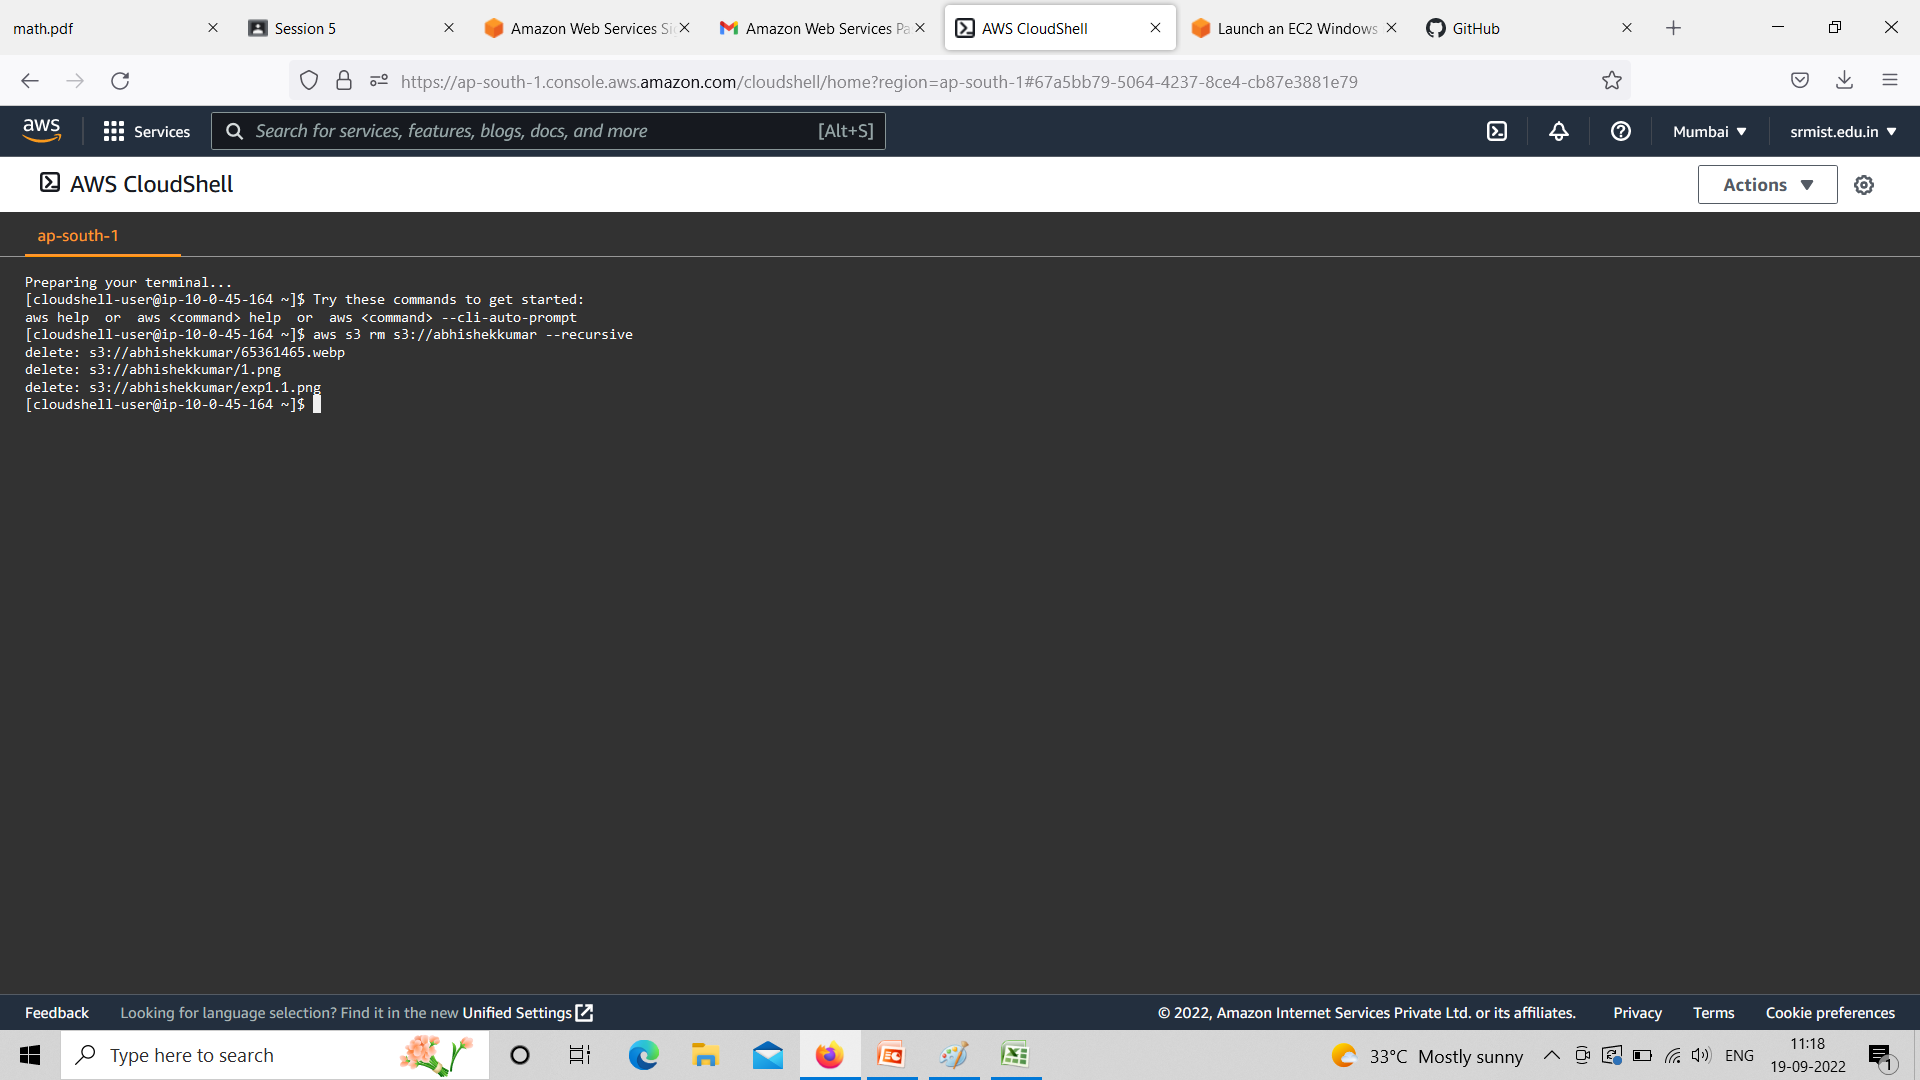 math.pdf
Session 5
Amazon Web Services Si
Amazon Web Services Pa
AWS CloudShell
Launch an EC2 Windows
GitHub
https://ap-south-1.console.aws.amazon.com/cloudshell/home?region=ap-south-1#67a5bb79-5064-4237-8ce4-cb87e3881e79
aws
Services
Search for services, features, blogs, docs, and more
[Alt+S]
Mumbai
srmist.edu.in
AWS CloudShell
Actions
ap-south-1
Preparing your terminal...
[cloudshell-user@ip-10-0-45-164 ~]$ Try these commands to get started:
aws help  or  aws <command> help  or  aws <command> --cli-auto-prompt
[cloudshell-user@ip-10-0-45-164 ~]$ aws s3 rm s3://abhishekkumar --recursive
delete: s3://abhishekkumar/65361465.webp
delete: s3://abhishekkumar/1.png
delete: s3://abhishekkumar/exp1.1.png
[cloudshell-user@ip-10-0-45-164 ~]$
Feedback
Looking for language selection? Find it in the new Unified Settings
© 2022, Amazon Internet Services Private Ltd. or its affiliates.
Privacy
Terms
Cookie preferences
Type here to search
33°C Mostly sunny
ENG
11:18
19-09-2022
1